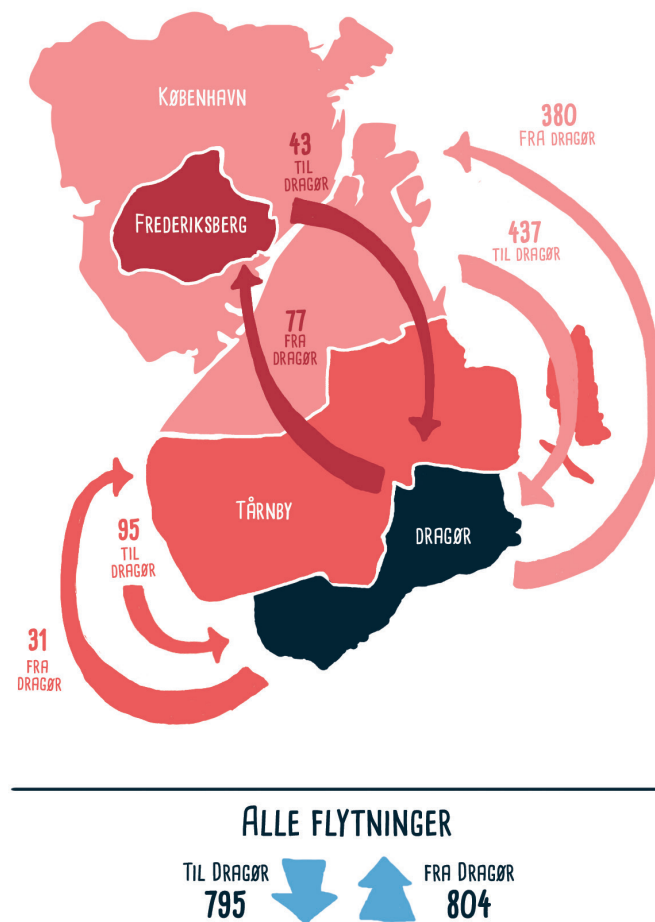 KØBENHAVN
380
FRA DRAGØR
43
TIL
DRAGØR
FREDERIKSBERG
437
TIL DRAGØR
77
FRA
DRAGØR
TÅRNBY
DRAGØR
95
TIL
DRAGØR
31
FRA
DRAGØR
ALLE FLYTNINGER
TIL DRAGØR
795
FRA DRAGØR
804